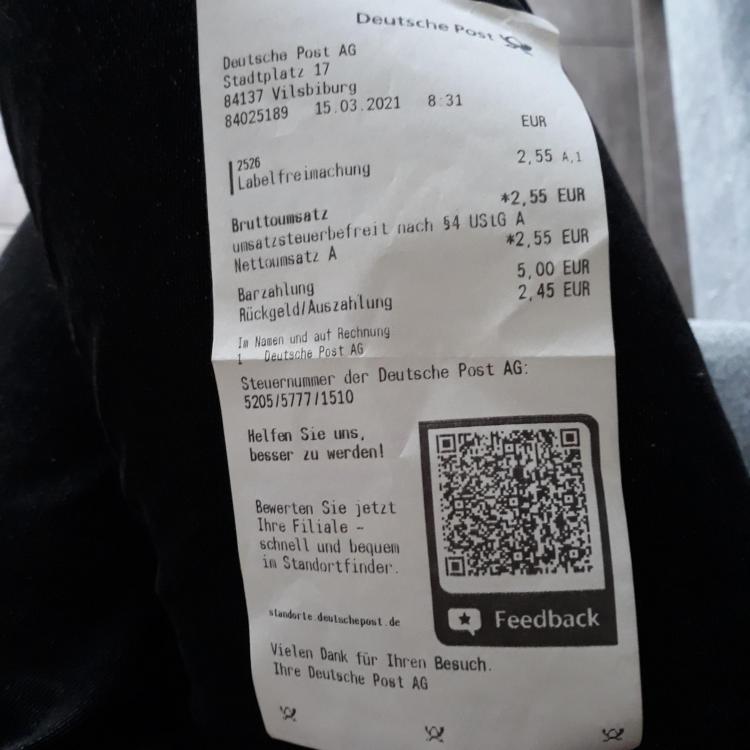 Deutsche Post
Deutsche Post AG
Stadtplatz 17
84137 Vilsbiburg
84025189 15.03.2021 8:31
EUR
2526
Labelfreimachung 2,55 A,1
Bruttoumsatz *2,55 EUR
umsatzsteuerbefreit nach §4 UStG A
Nettoumsatz A *2,55 EUR
Barzahlung 5,00 EUR
Rückgeld/Auszahlung 2,45 EUR
Im Namen und auf Rechnung
1 Deutsche Post AG
Steuernummer der Deutsche Post AG:
5205/5777/1510
Helfen Sie uns,
besser zu werden!
Bewerten Sie jetzt
Ihre Filiale -
schnell und bequem
im Standortfinder.
standorte.deutschepost.de
Feedback
Vielen Dank für Ihren Besuch.
Ihre Deutsche Post AG